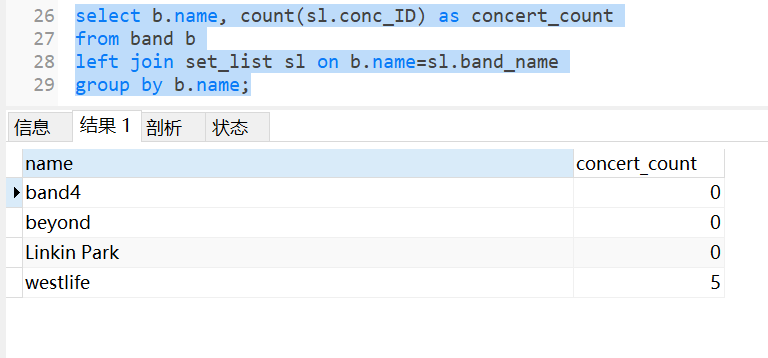 26 select b.name, count(sl.conc_ID) as concert_count
27 from band b
28 left join set_list sl on b.name=sl.band_name
29 group by b.name;
信息 结果 1 剖析 状态
name concert_count
band4 0
beyond 0
Linkin Park 0
westlife 5